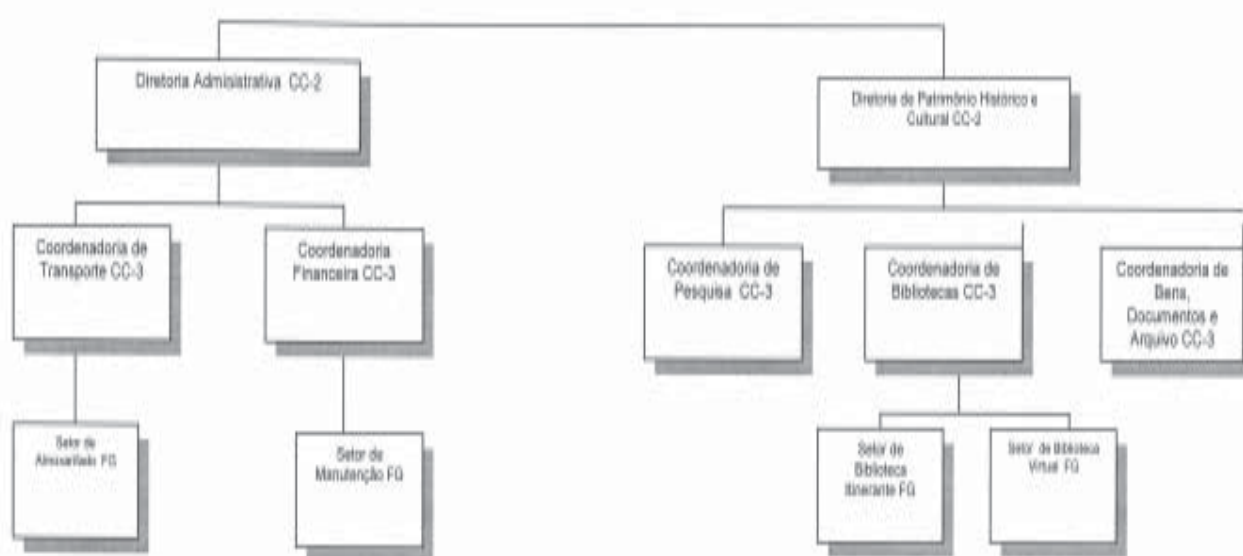 Diretoria Administrativa CC-2
Diretoria de Patrimônio Histórico e
Cultural CC-2
Coordenadoria de
Transporte CC-3
Coordenadoria
Financeira CC-3
Coordenadoria de
Pesquisa CC-3
Coordenadoria de
Bibliotecas CC-3
Coordenadoria de
Bens,
Documentos e
Arquivo CC-3
Setor de
Almoxarifado FG
Setor de
Manutenção FG
Setor de
Biblioteca
Itinerante FG
Setor de Biblioteca
Virtual FG